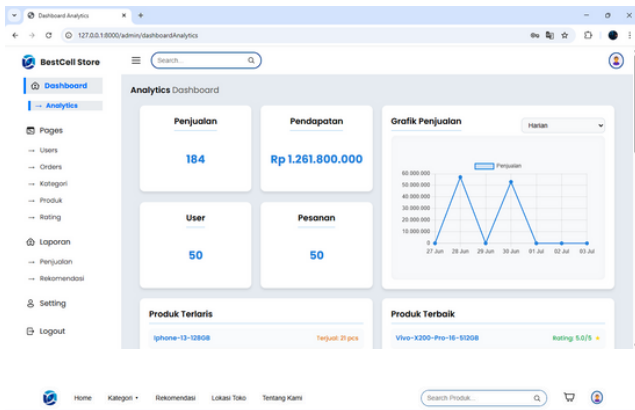 Dashboard Analytics
127.0.0.1:8000/admin/dashboardAnalytics
BestCell Store
Search...
Dashboard
Analytics
Pages
Users
Orders
Kategori
Produk
Rating
Laporan
Penjualan
Rekomendasi
Setting
Logout
Analytics Dashboard
Penjualan
184
Pendapatan
Rp 1.261.800.000
User
50
Pesanan
50
Grafik Penjualan
Harian
Penjualan
60.000.000
50.000.000
40.000.000
30.000.000
20.000.000
10.000.000
0
27 Jun 28 Jun 29 Jun 30 Jun 01 Jul 02 Jul 03 Jul
Produk Terlaris
Iphone-13-128GB Terjual: 21 pcs
Produk Terbaik
Vivo-X200-Pro-16-512GB Rating: 5.0/5
Home Kategori Rekomendasi Lokasi Toko Tentang Kami Search Produk...